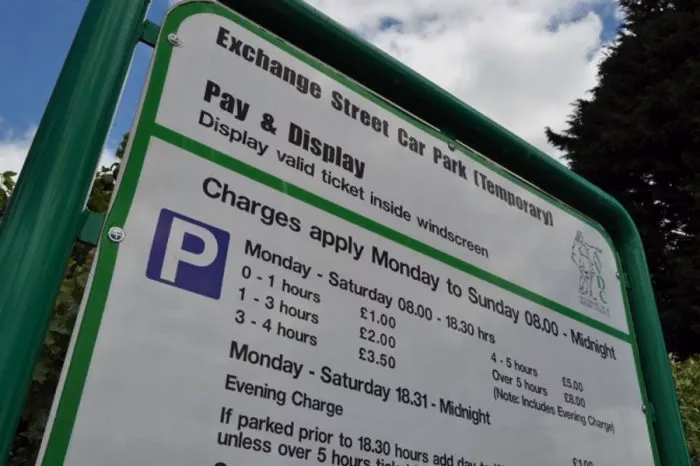 Exchange Street Car Park (Temporary)
Pay & Display
Display valid ticket inside windscreen
P
Charges apply Monday to Sunday 08.00 - Midnight
Monday - Saturday 08.00 - 18.30 hrs
0 - 1 hours £1.00
1 - 3 hours £2.00
3 - 4 hours £3.50
4 - 5 hours £5.00
Over 5 hours £8.00
(Note: Includes Evening Charge)
Monday - Saturday 18.31 - Midnight
Evening Charge £1.00
If parked prior to 18.30 hours add day
unless over 5 hours